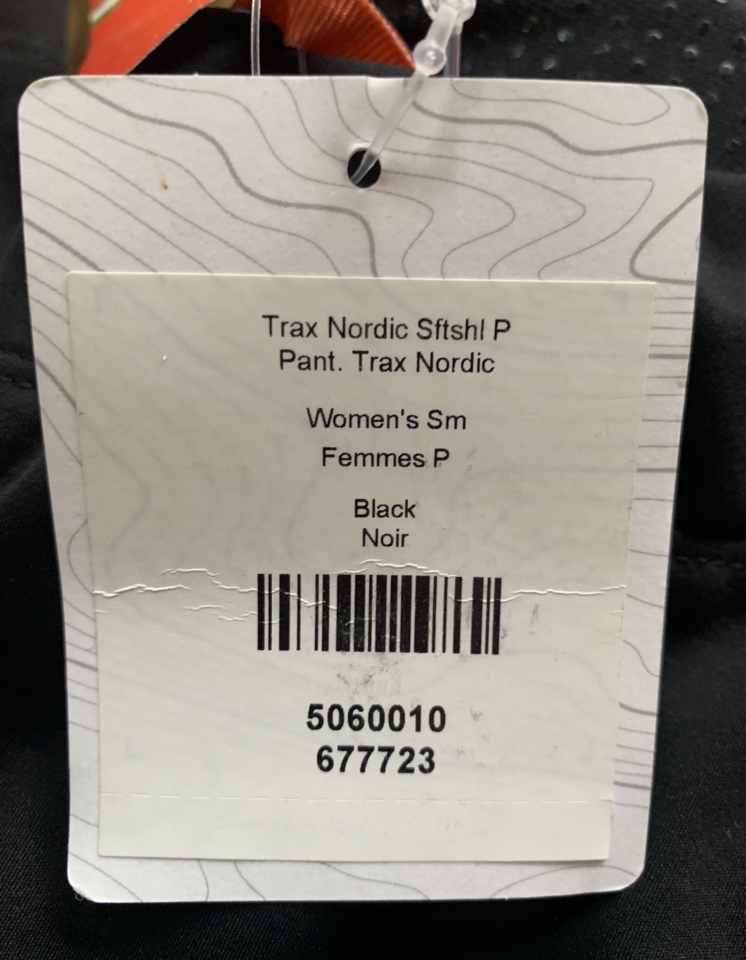 Trax Nordic Sftshl P
Pant. Trax Nordic
Women's Sm
Femmes P
Black
Noir
5060010
677723